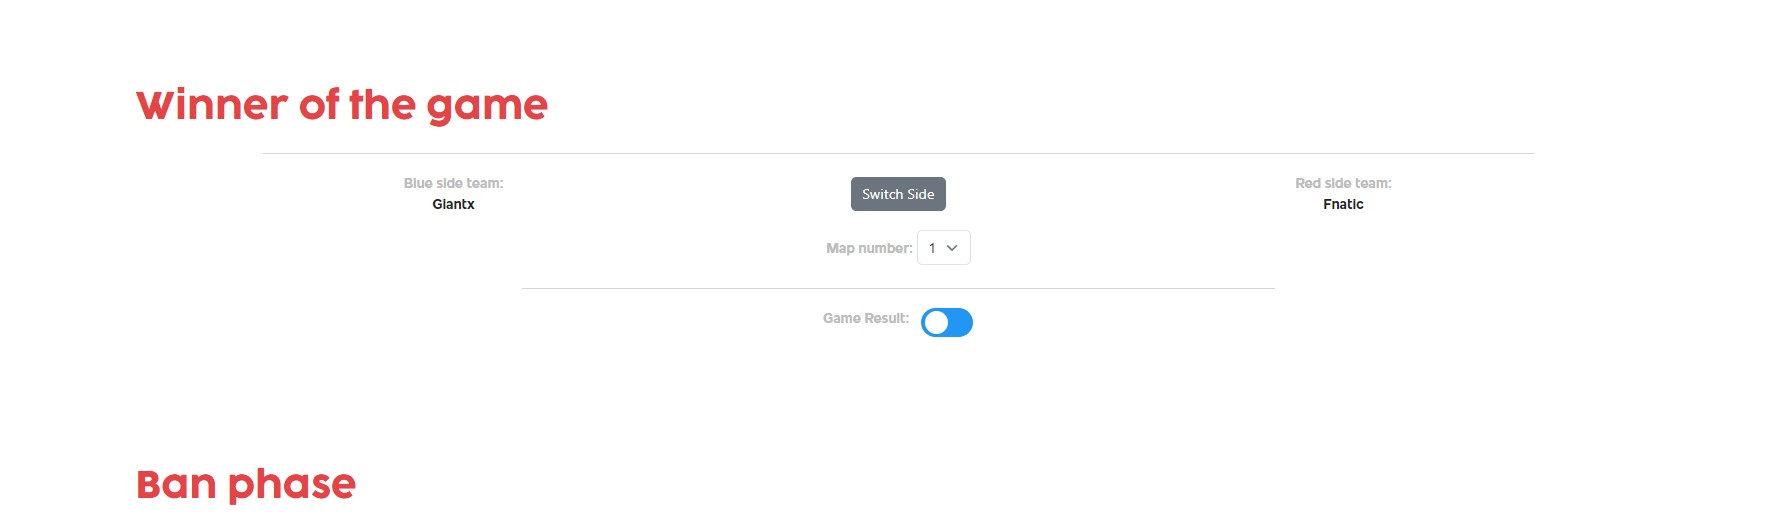 Winner of the game
Blue side team:
Giantx
Switch Side
Red side team:
Fnatic
Map number: 1
Game Result:
Ban phase